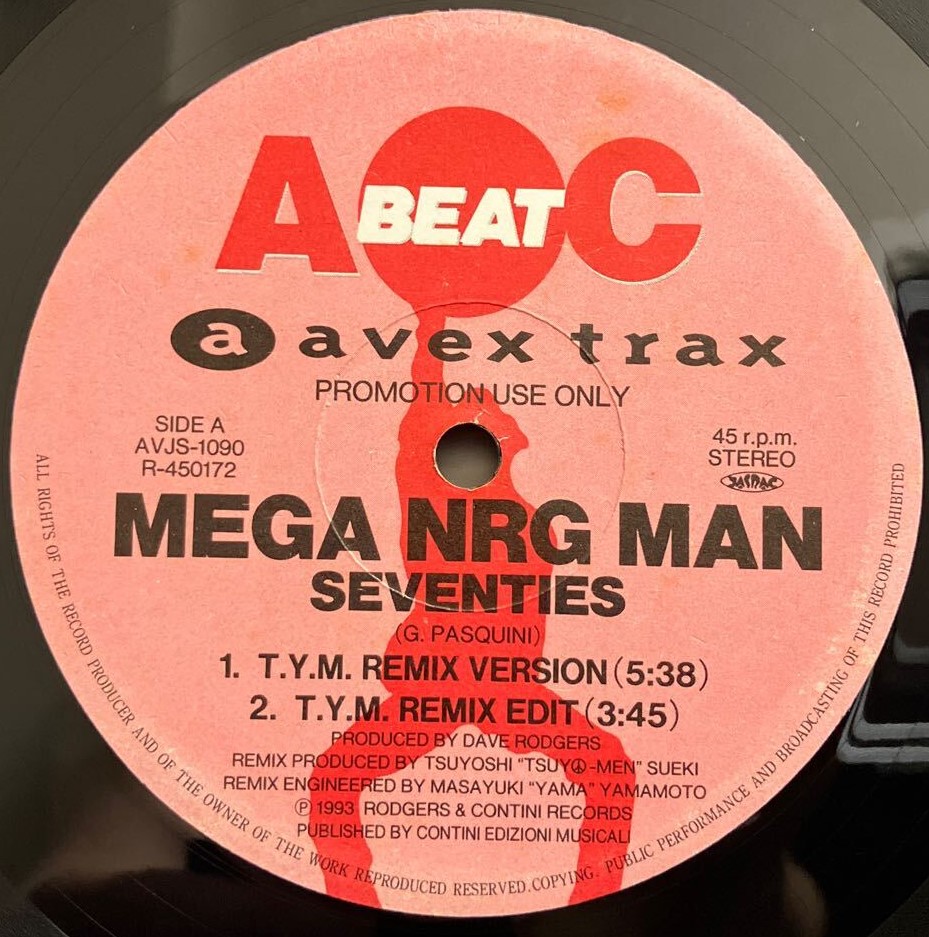 A BEAT C
a avex trax
PROMOTION USE ONLY
SIDE A
AVJS-1090
R-450172
45 r.p.m.
STEREO
JASRAC
MEGA NRG MAN
SEVENTIES
(G. PASQUINI)
1. T.Y.M. REMIX VERSION (5:38)
2. T.Y.M. REMIX EDIT (3:45)
PRODUCED BY DAVE RODGERS
REMIX PRODUCED BY TSUYOSHI "TSUY☮-MEN" SUEKI
REMIX ENGINEERED BY MASAYUKI "YAMA" YAMAMOTO
Ⓟ 1993 RODGERS & CONTINI RECORDS
PUBLISHED BY CONTINI EDIZIONI MUSICALI
ALL RIGHTS OF THE RECORD PRODUCER AND OF THE OWNER OF THE WORK REPRODUCED RESERVED. COPYING. PUBLIC PERFORMANCE AND BROADCASTING OF THIS RECORD PROHIBITED